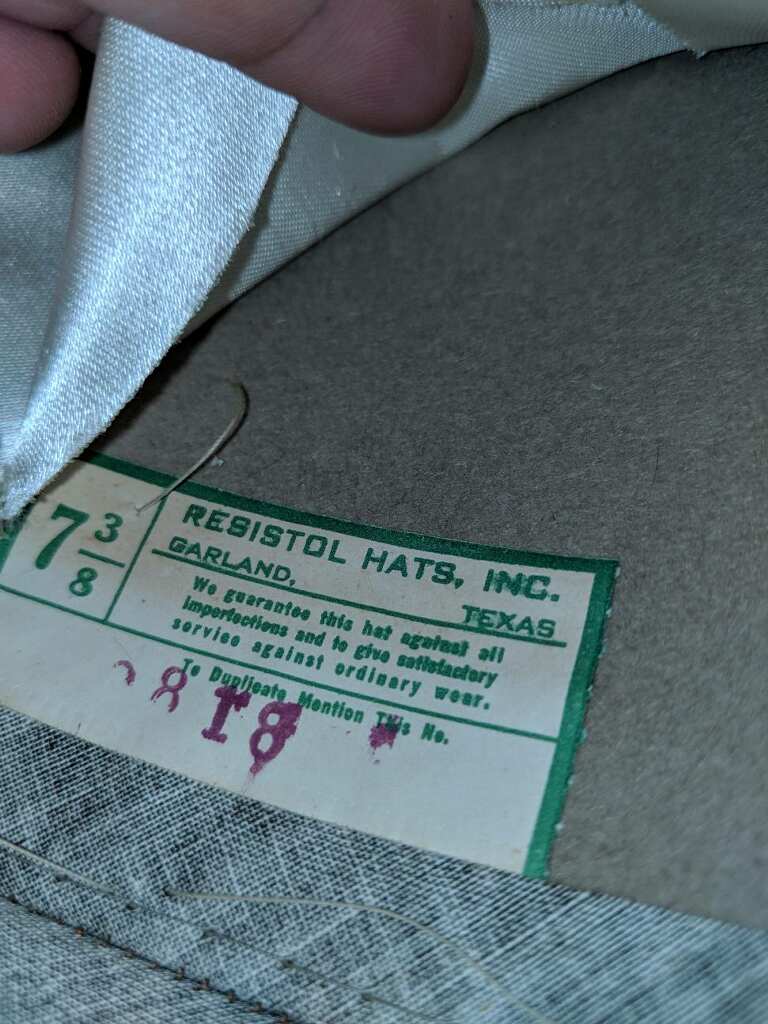 7 3/8
RESISTOL HATS, INC.
GARLAND,
TEXAS
We guarantee this hat against all
imperfections and to give satisfactory
service against ordinary wear.
To Duplicate Mention This No.
818